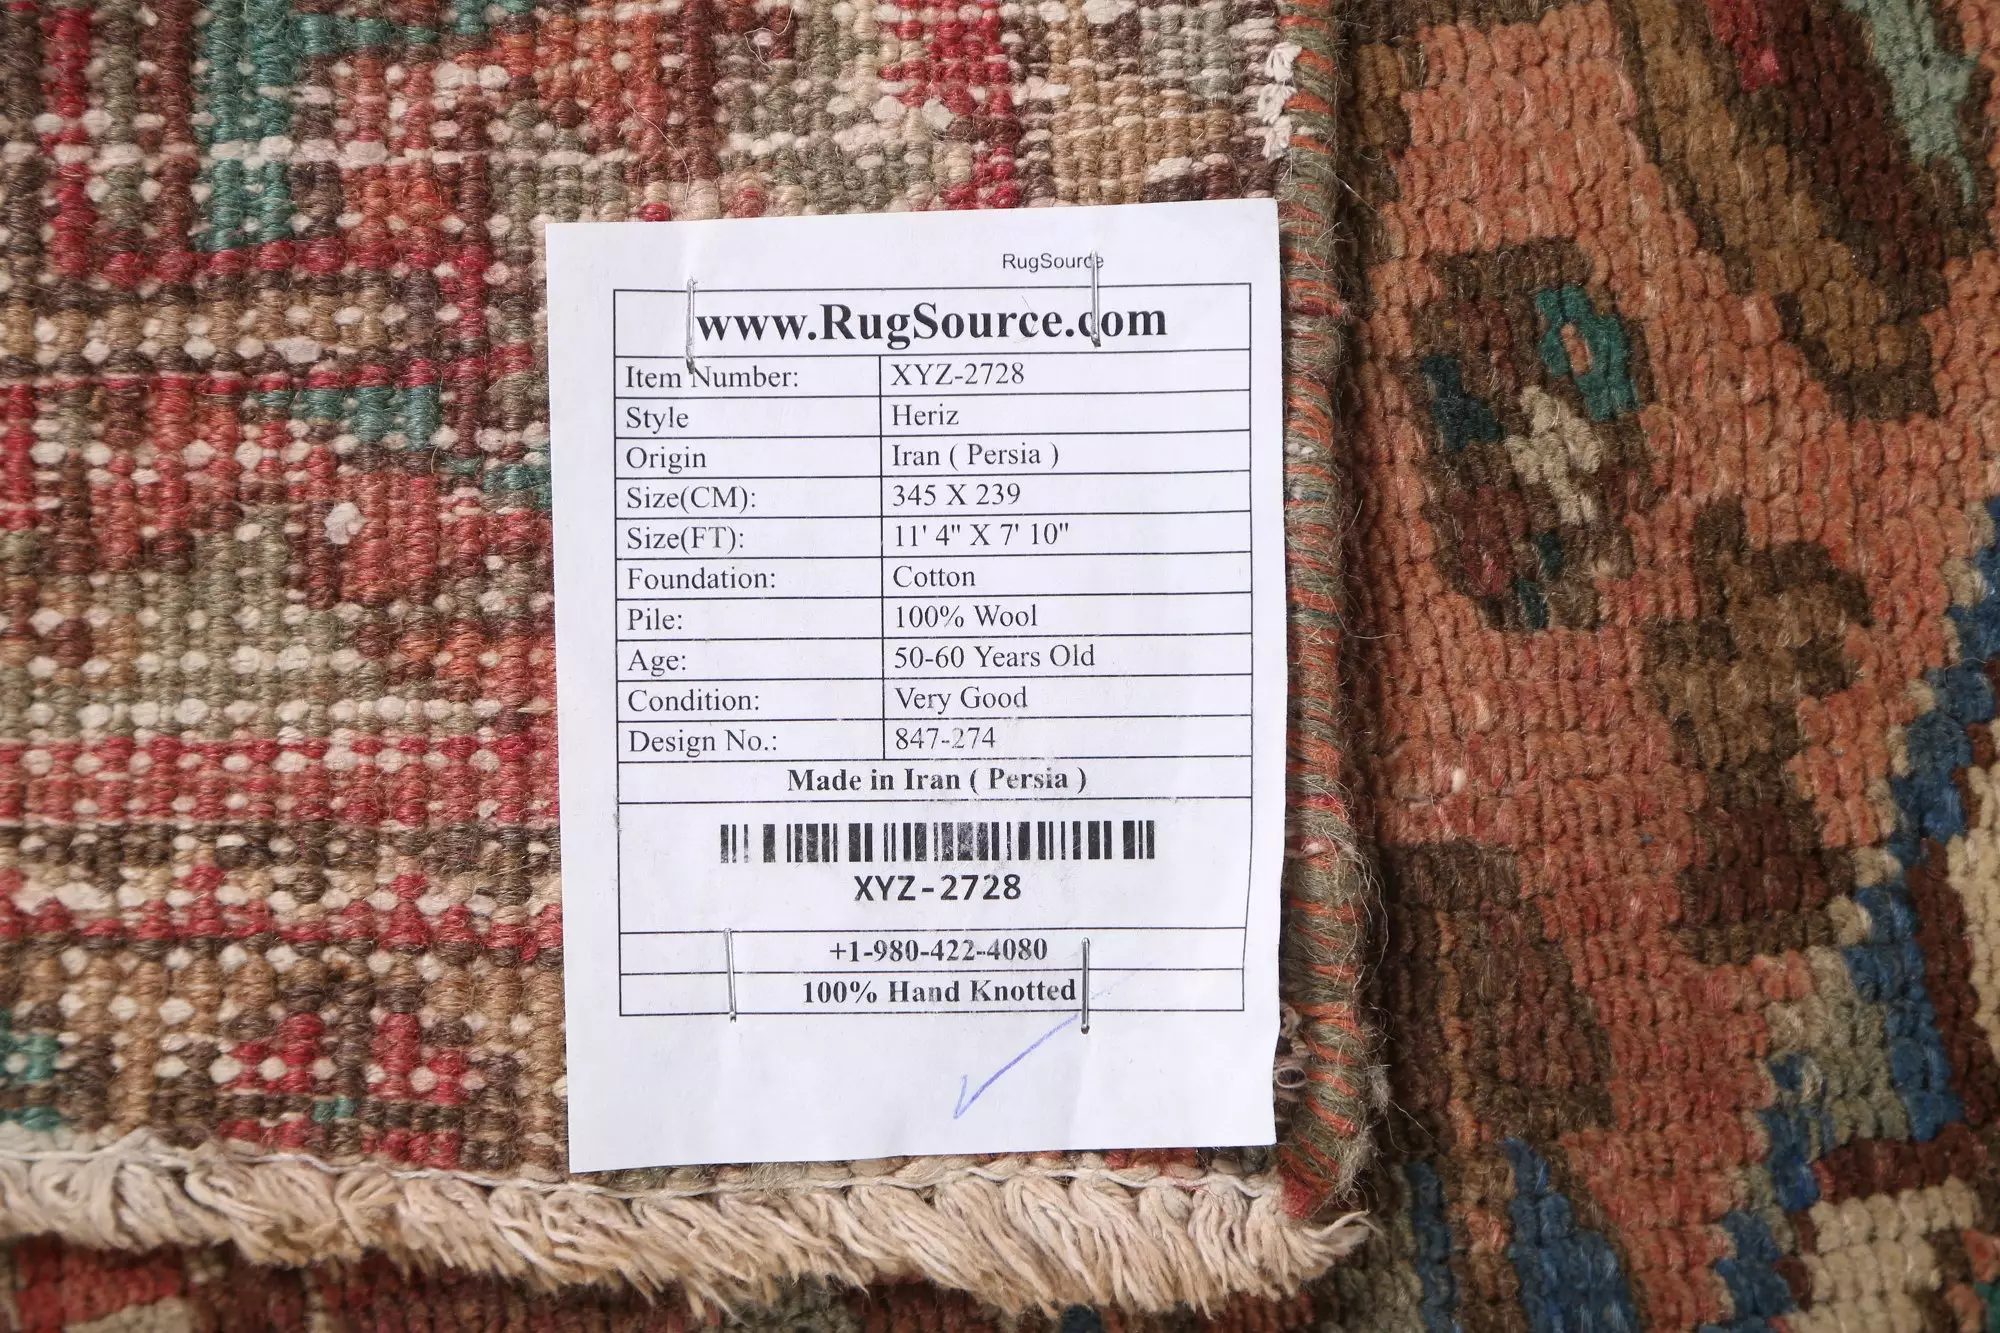 RugSource
www.RugSource.com
Item Number: XYZ-2728
Style Heriz
Origin Iran ( Persia )
Size(CM): 345 X 239
Size(FT): 11' 4" X 7' 10"
Foundation: Cotton
Pile: 100% Wool
Age: 50-60 Years Old
Condition: Very Good
Design No.: 847-274
Made in Iran ( Persia )
XYZ-2728
+1-980-422-4080
100% Hand Knotted